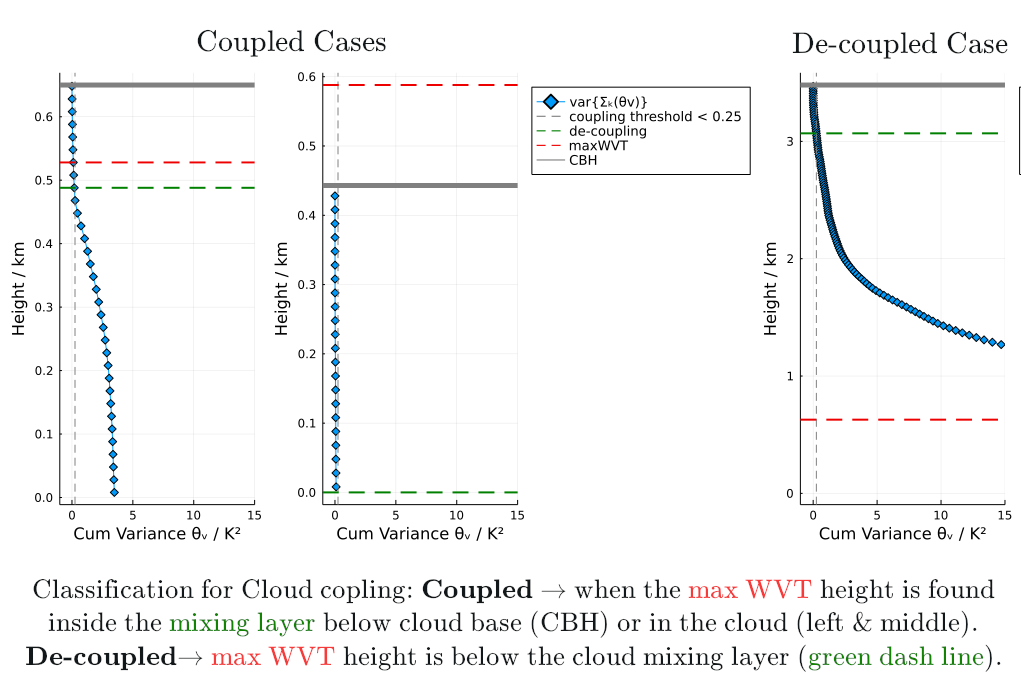 Coupled Cases
De-coupled Case
0.6
0.5
0.4
0.3
0.2
0.1
0.0
Height / km
0
5
10
15
Cum Variance θᵥ / K²
0.6
0.5
0.4
0.3
0.2
0.1
0.0
Height / km
0
5
10
15
Cum Variance θᵥ / K²
var{Σₖ(θv)}
coupling threshold < 0.25
de-coupling
maxWVT
CBH
3
2
1
0
Height / km
0
5
10
15
Cum Variance θᵥ / K²
Classification for Cloud copling: Coupled → when the max WVT height is found
inside the mixing layer below cloud base (CBH) or in the cloud (left & middle).
De-coupled→ max WVT height is below the cloud mixing layer (green dash line).